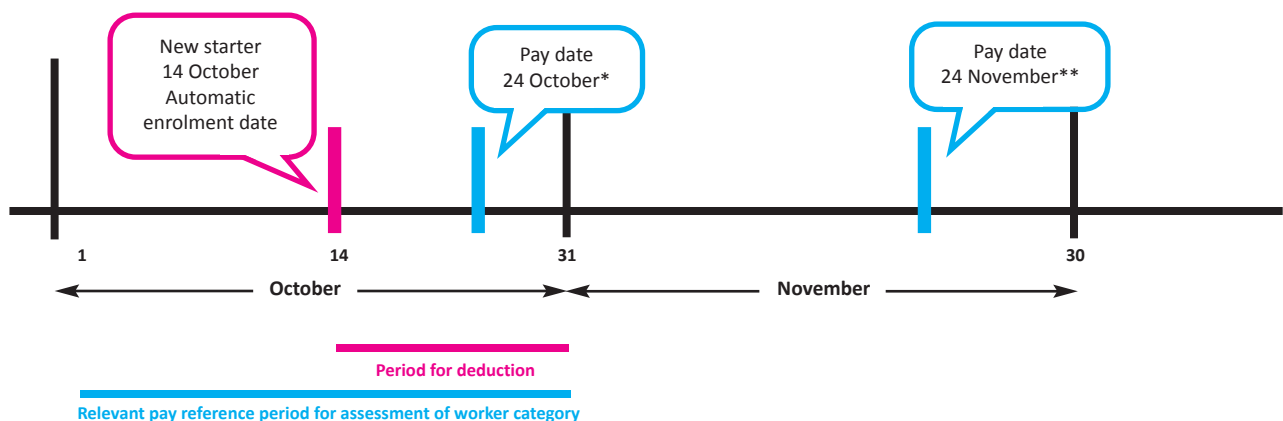 New starter
14 October
Automatic
enrolment date
Pay date
24 October*
Pay date
24 November**
1
14
31
30
October
November
Period for deduction
Relevant pay reference period for assessment of worker category